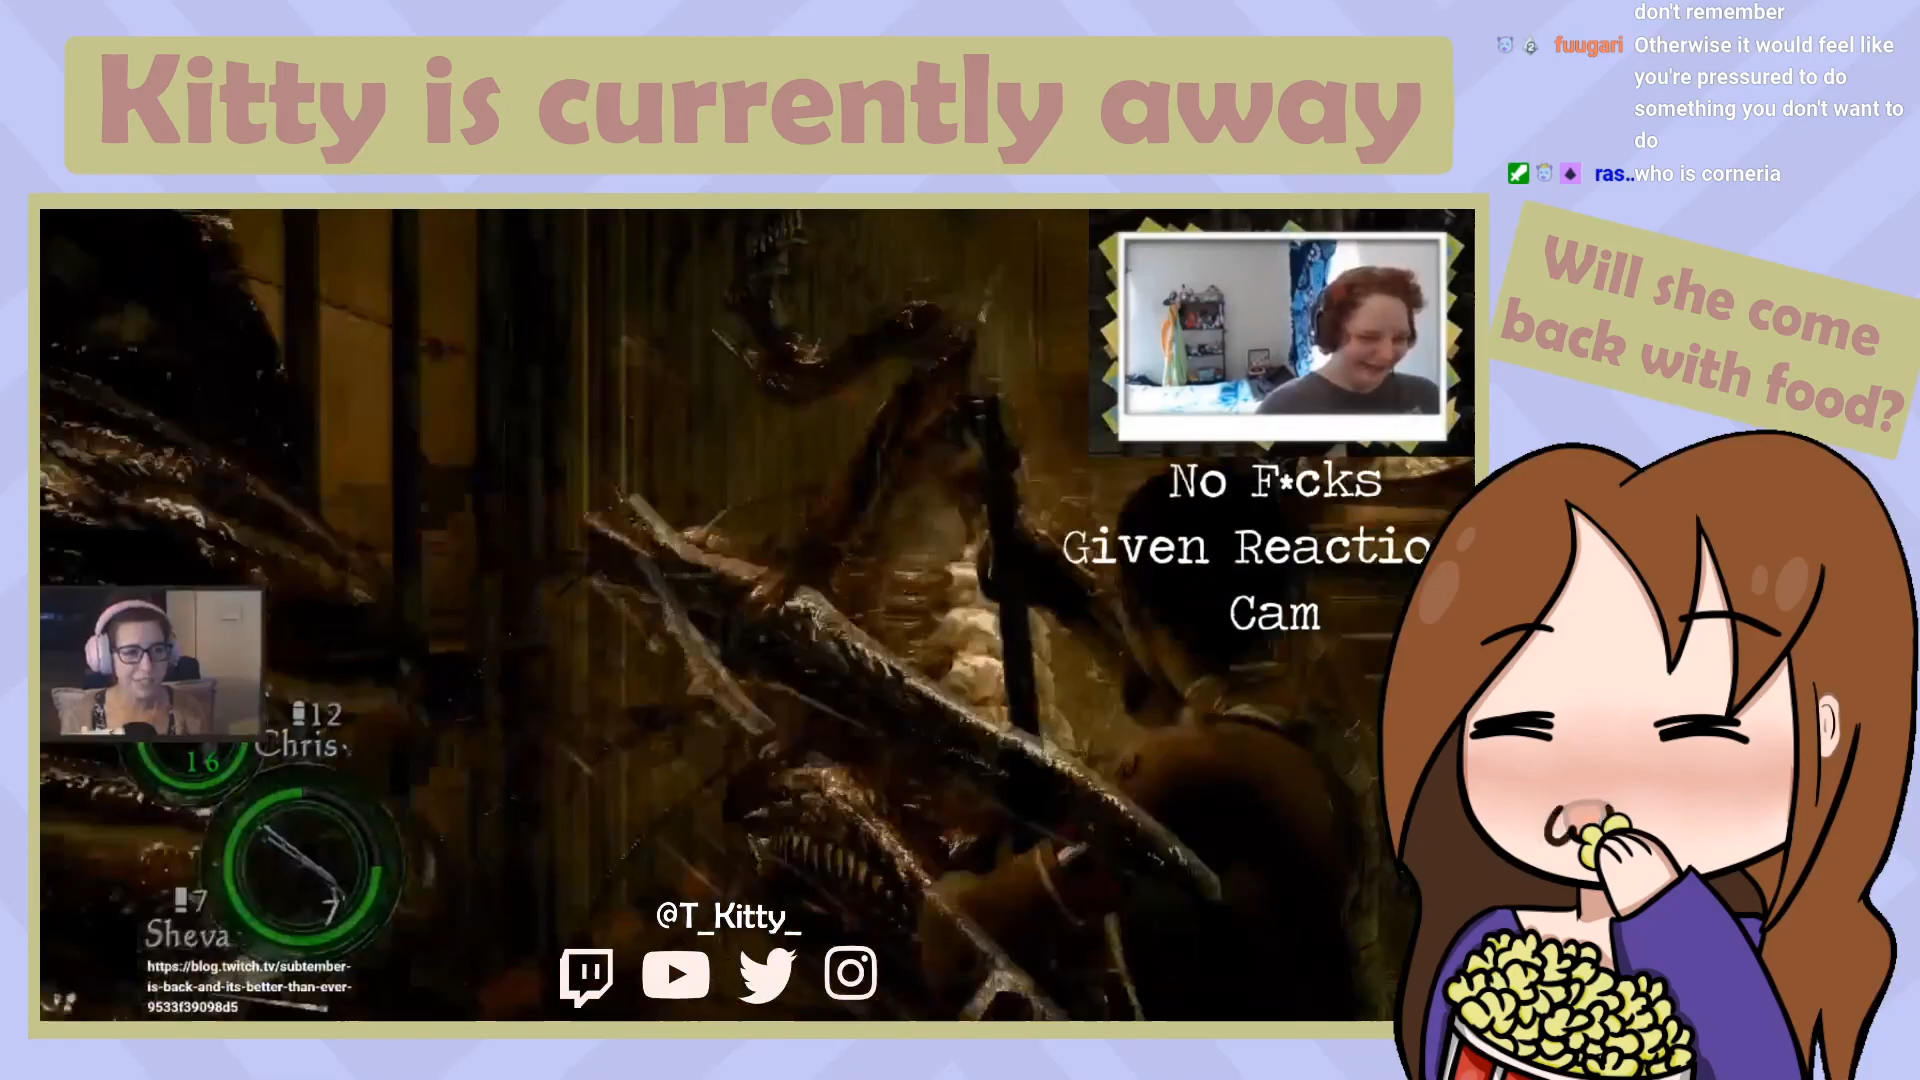 Kitty is currently away
don't remember
fuugari Otherwise it would feel like
you're pressured to do
something you don't want to
do
ras.. who is corneria
Will she come
back with food?
No F*cks
Given Reactio
Cam
12
Chris
16
7
Sheva
https://blog.twitch.tv/subtember-
is-back-and-its-better-than-ever-
9533f39098d5
@T_Kitty_